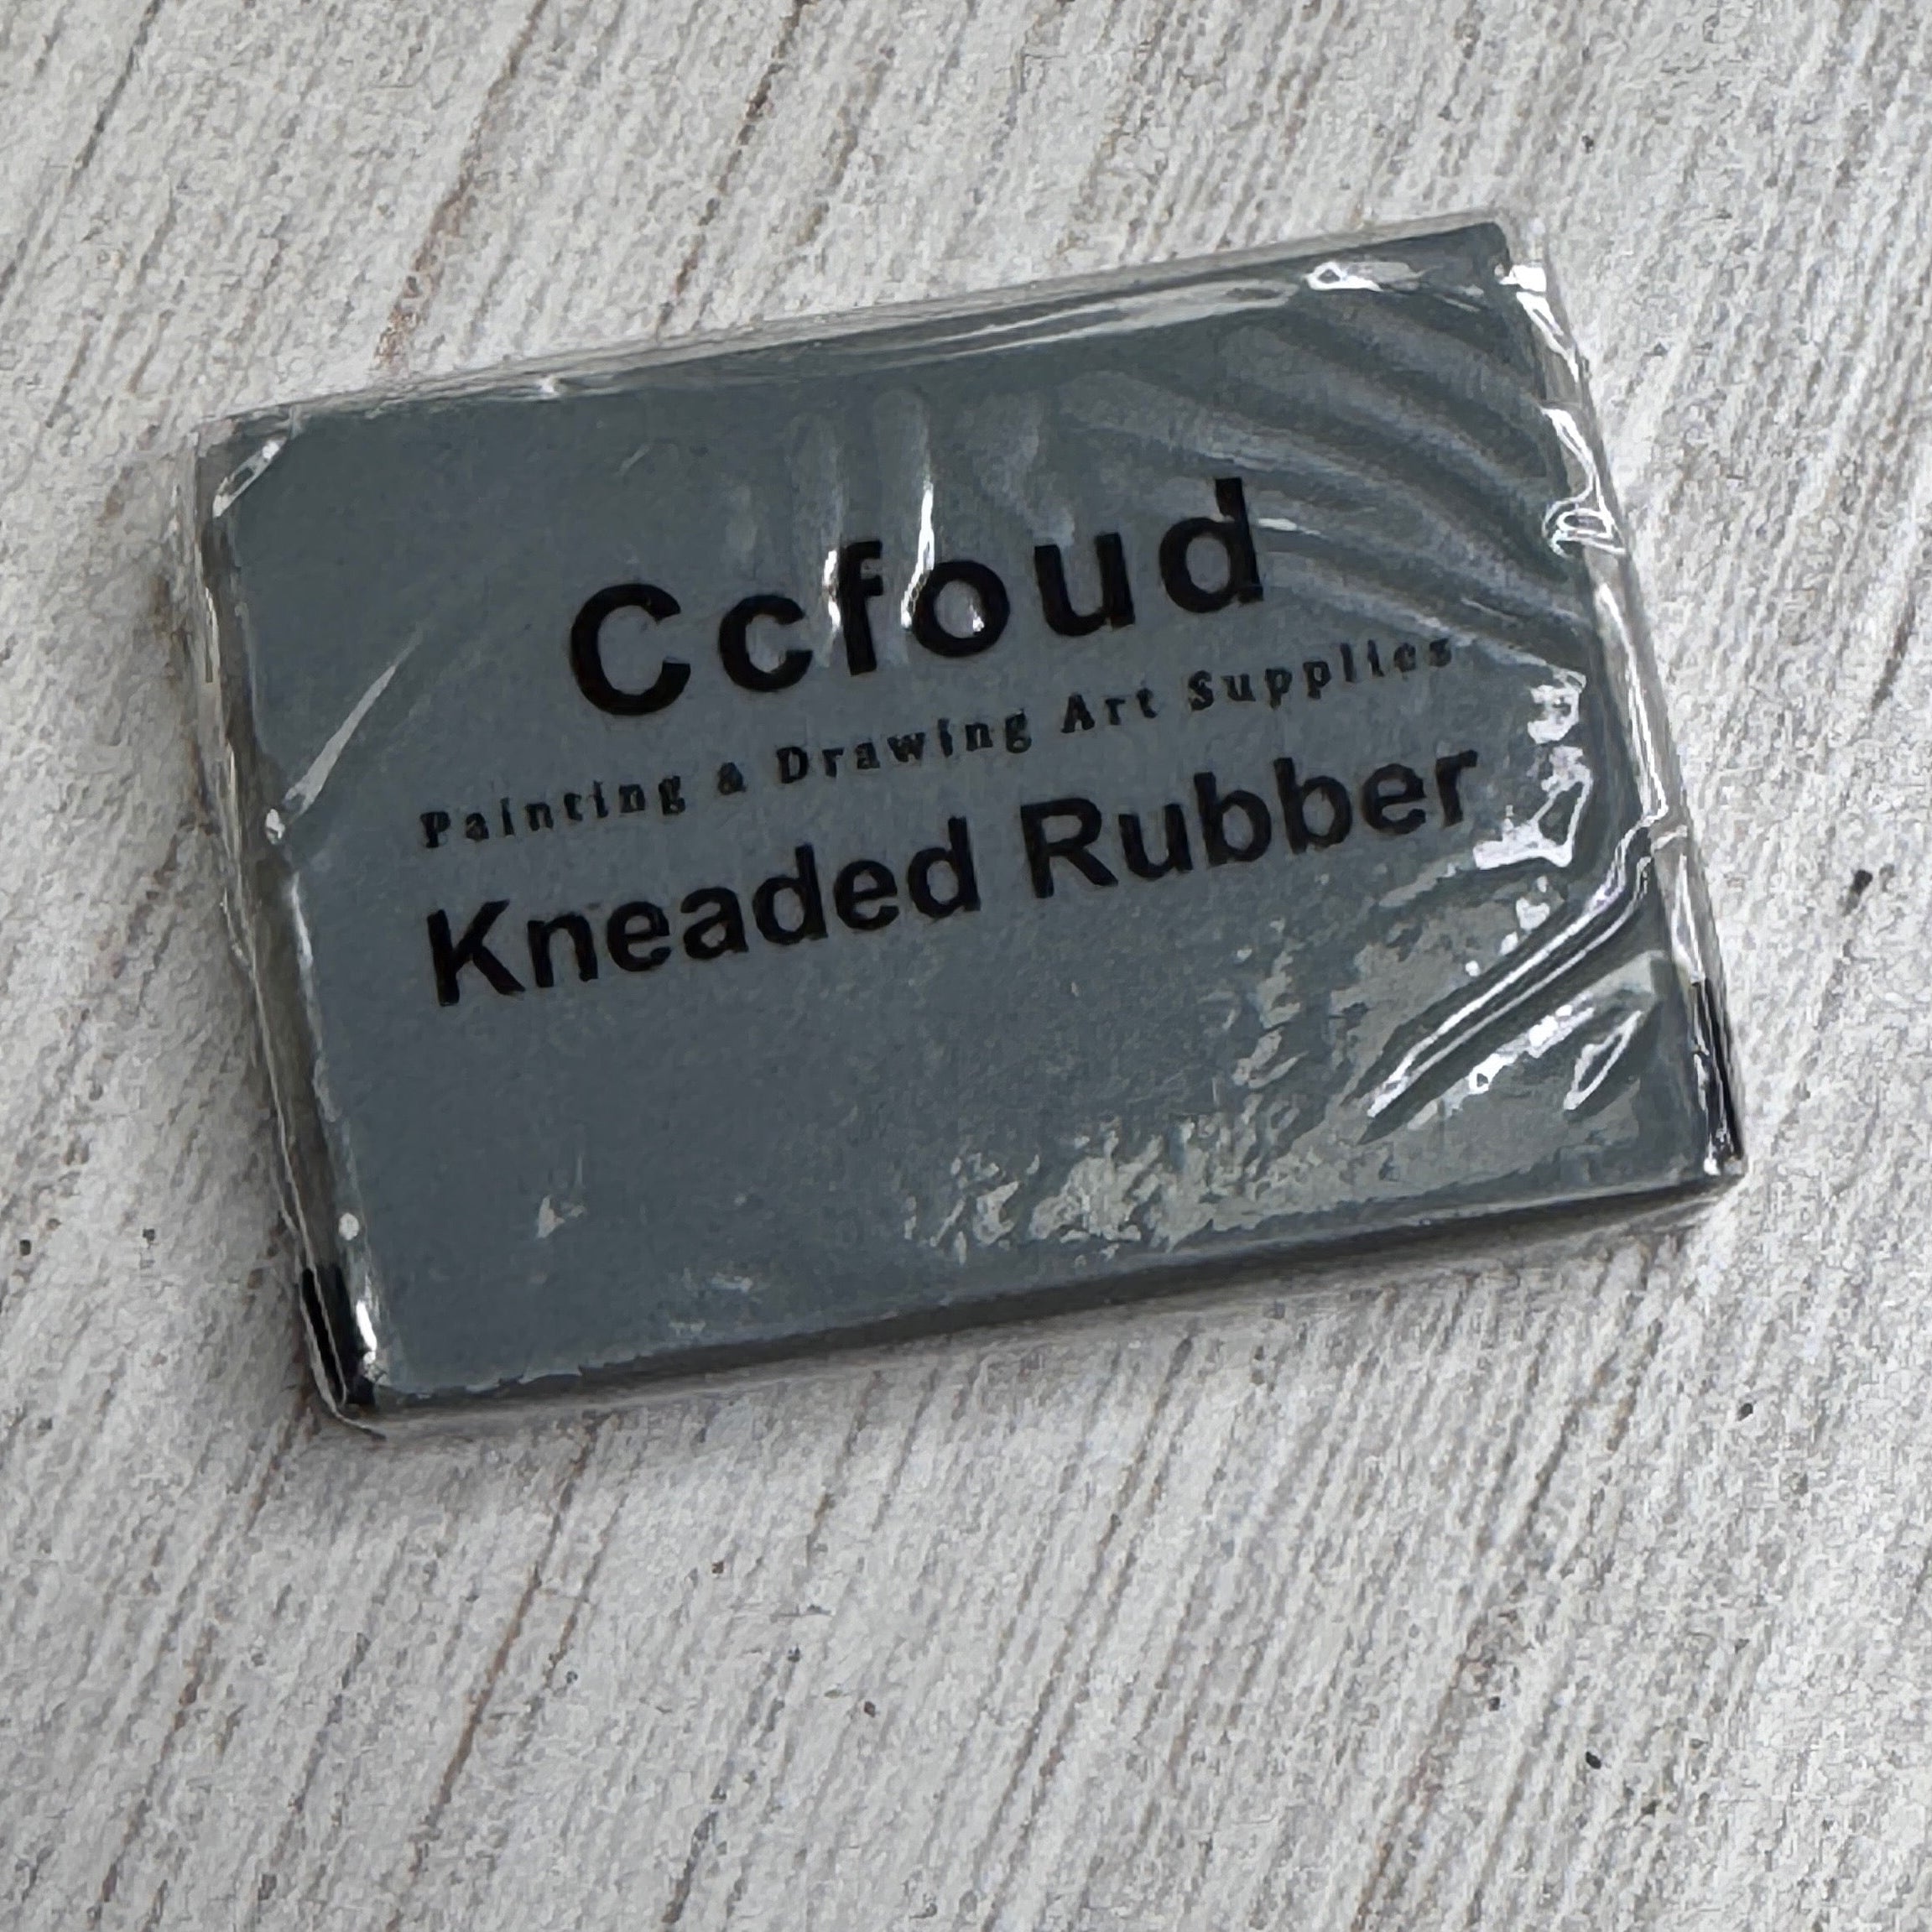 Ccfoud
Painting & Drawing Art Supplies
Kneaded Rubber